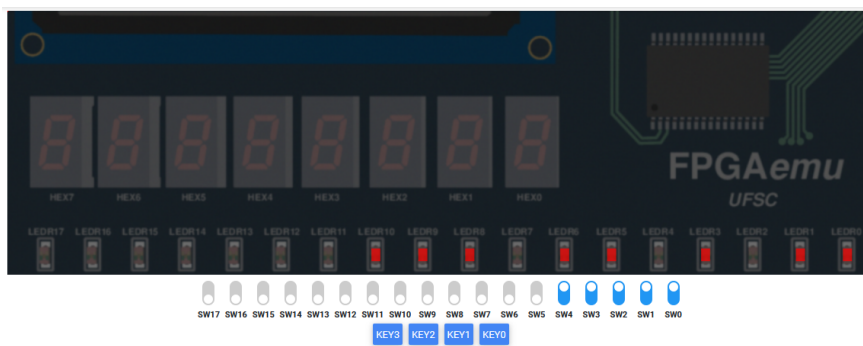 FPGAemu
UFSC
HEX7 HEX6 HEX5 HEX4 HEX3 HEX2 HEX1 HEX0
LEDR17 LEDR16 LEDR15 LEDR14 LEDR13 LEDR12 LEDR11 LEDR10 LEDR9 LEDR8 LEDR7 LEDR6 LEDR5 LEDR4 LEDR3 LEDR2 LEDR1 LEDR0
SW17 SW16 SW15 SW14 SW13 SW12 SW11 SW10 SW9 SW8 SW7 SW6 SW5 SW4 SW3 SW2 SW1 SW0
KEY3 KEY2 KEY1 KEY0